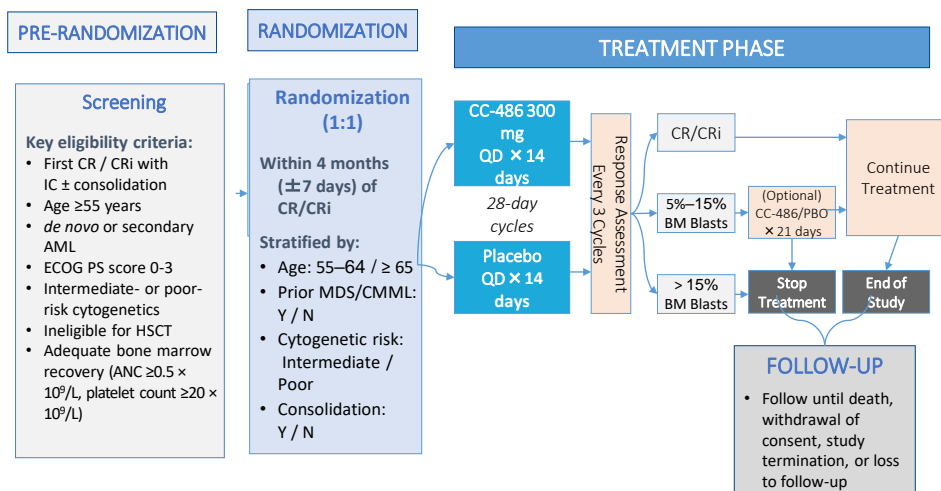 PRE-RANDOMIZATION
RANDOMIZATION
TREATMENT PHASE
Screening
Key eligibility criteria:
• First CR / CRi with
IC ± consolidation
• Age ≥55 years
• de novo or secondary
AML
• ECOG PS score 0-3
• Intermediate- or poor-
risk cytogenetics
• Ineligible for HSCT
• Adequate bone marrow
recovery (ANC ≥0.5 ×
10⁹/L, platelet count ≥20 ×
10⁹/L)
Randomization
(1:1)
Within 4 months
(±7 days) of
CR/CRi
Stratified by:
• Age: 55–64 / ≥ 65
• Prior MDS/CMML:
Y / N
• Cytogenetic risk:
Intermediate /
Poor
• Consolidation:
Y / N
CC-486 300
mg
QD × 14
days
28-day
cycles
Placebo
QD × 14
days
Response Assessment
Every 3 Cycles
CR/CRi
5%–15%
BM Blasts
> 15%
BM Blasts
(Optional)
CC-486/PBO
× 21 days
Continue
Treatment
Stop
Treatment
End of
Study
FOLLOW-UP
• Follow until death,
withdrawal of
consent, study
termination, or loss
to follow-up